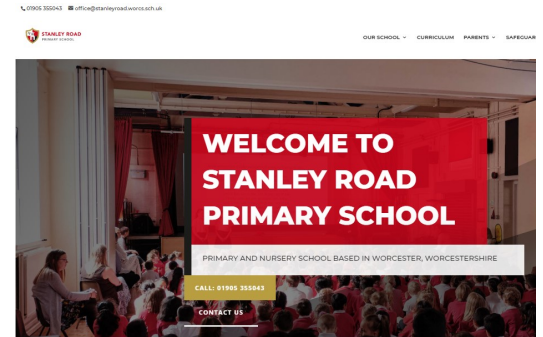 01905 355043 office@stanleyroad.worcs.sch.uk
STANLEY ROAD
PRIMARY SCHOOL
OUR SCHOOL CURRICULUM PARENTS SAFEGUAR
WELCOME TO
STANLEY ROAD
PRIMARY SCHOOL
PRIMARY AND NURSERY SCHOOL BASED IN WORCESTER, WORCESTERSHIRE
CALL: 01905 355043
CONTACT US